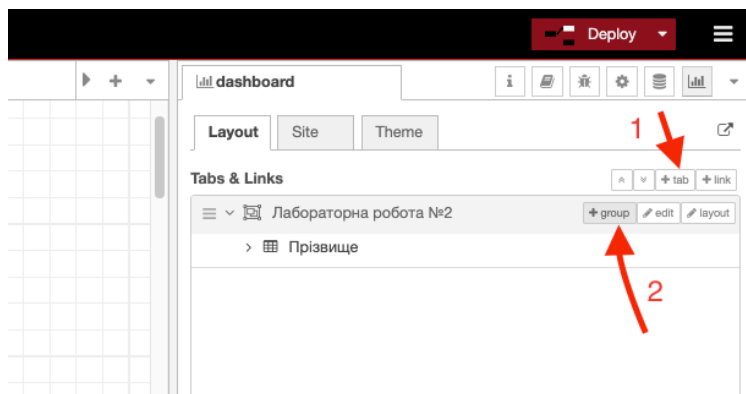 Deploy
dashboard
i
Layout Site Theme
1
Tabs & Links + tab + link
Лабораторна робота №2 + group edit layout
Прізвище
2